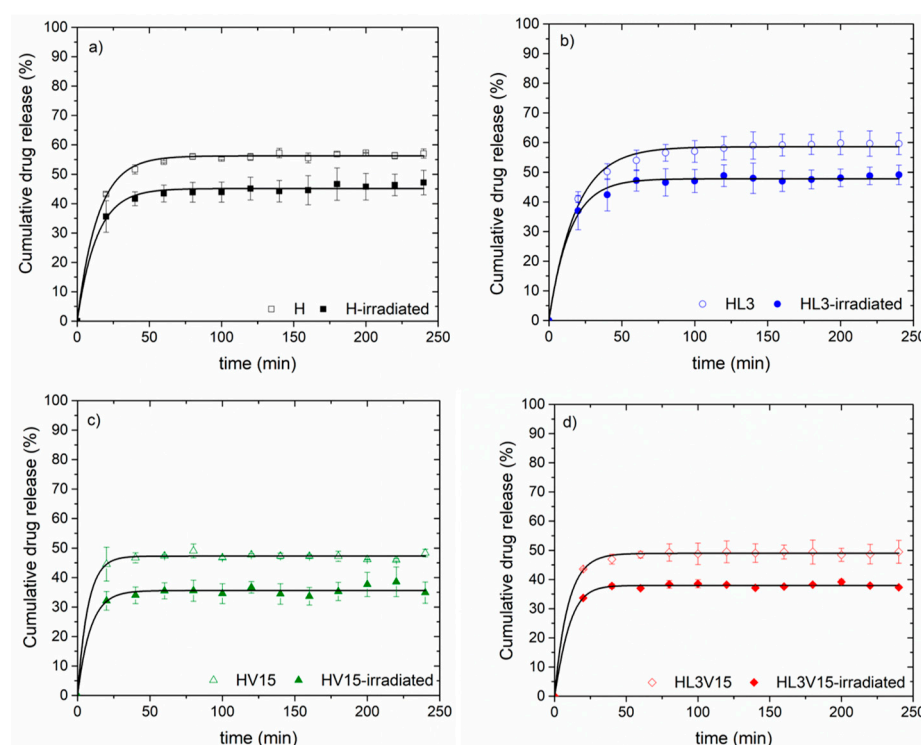 a)
Cumulative drug release (%)
100
90
80
70
60
50
40
30
20
10
0
H H-irradiated
0 50 100 150 200 250
time (min)
b)
Cumulative drug release (%)
100
90
80
70
60
50
40
30
20
10
0
HL3 HL3-irradiated
0 50 100 150 200 250
time (min)
c)
Cumulative drug release (%)
100
90
80
70
60
50
40
30
20
10
0
HV15 HV15-irradiated
0 50 100 150 200 250
time (min)
d)
Cumulative drug release (%)
100
90
80
70
60
50
40
30
20
10
0
HL3V15 HL3V15-irradiated
0 50 100 150 200 250
time (min)